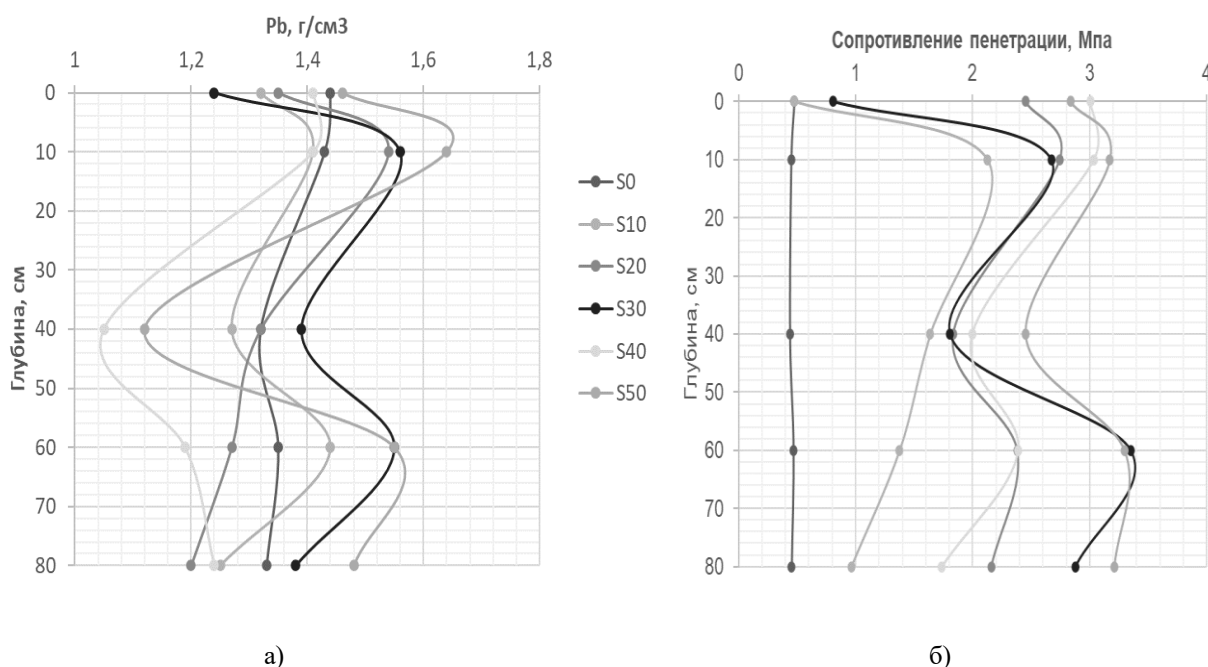 Pb, г/см3
1 1,2 1,4 1,6 1,8
0
10
20
30
40
50
60
70
80
Глубина, см
S0
S10
S20
S30
S40
S50
Сопротивление пенетрации, Мпа
0 1 2 3 4
0
10
20
30
40
50
60
70
80
Глубина, см
а)
б)